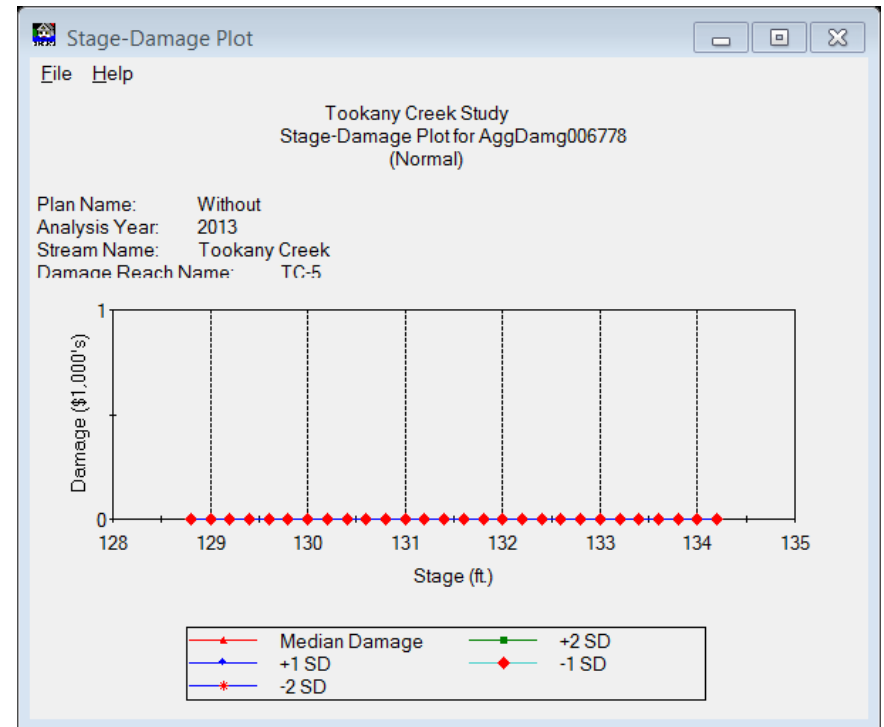 Stage-Damage Plot
File Help
Tookany Creek Study
Stage-Damage Plot for AggDamg006778
(Normal)
Plan Name: Without
Analysis Year: 2013
Stream Name: Tookany Creek
Damage Reach Name: TC-5
1
Damage ($1,000's)
0
128 129 130 131 132 133 134 135
Stage (ft.)
Median Damage +2 SD
+1 SD -1 SD
-2 SD